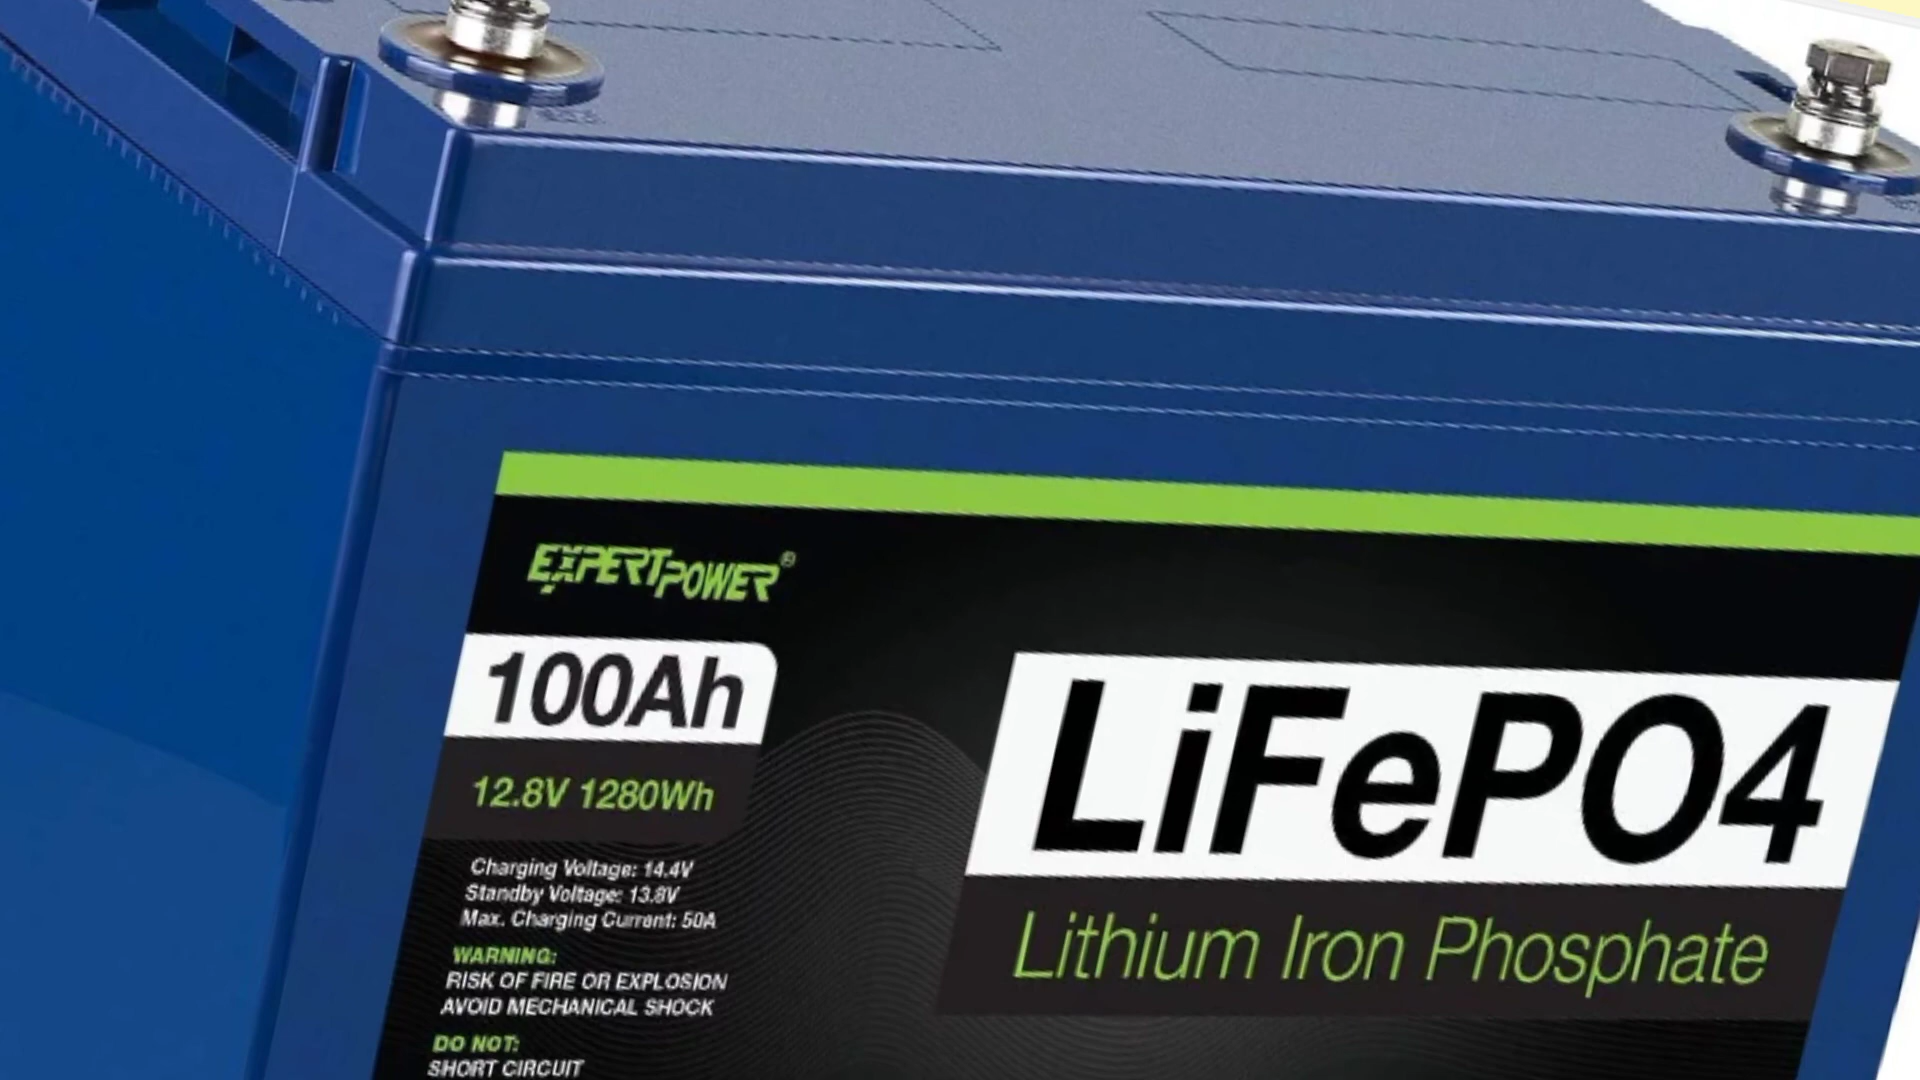 EXPERTPOWER®
100Ah
12.8V 1280Wh
Charging Voltage: 14.4V
Standby Voltage: 13.8V
Max. Charging Current: 50A
WARNING:
RISK OF FIRE OR EXPLOSION
AVOID MECHANICAL SHOCK
DO NOT:
SHORT CIRCUIT
LiFePO4
Lithium Iron Phosphate